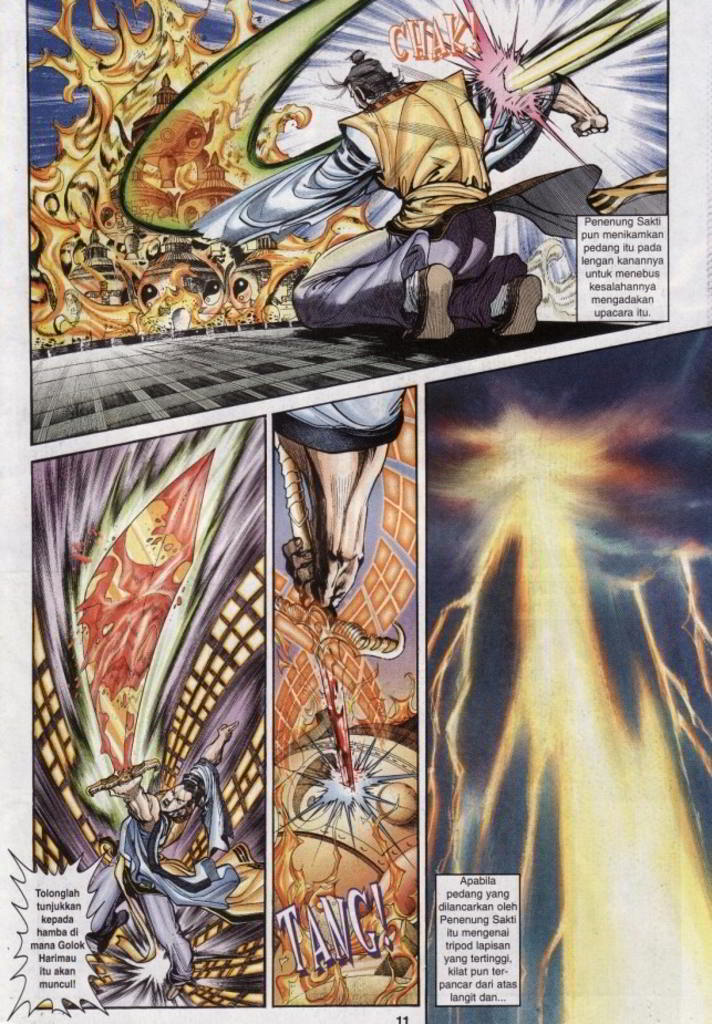 CHAK!
Penenung Sakti
pun menikamkan
pedang itu pada
lengan kanannya
untuk menebus
kesalahannya
mengadakan
upacara itu.
Tolonglah
tunjukkan
kepada
hamba di
mana Golok
Harimau
itu akan
muncul!
TANG!
Apabila
pedang yang
dilancarkan oleh
Penenung Sakti
itu mengenai
tripod lapisan
yang tertinggi,
kilat pun ter-
pancar dari atas
langit dan...
11